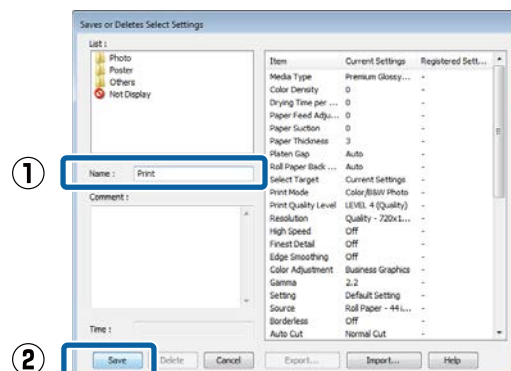 Saves or Deletes Select Settings
List :
Photo
Poster
Others
Not Display
① Name : Print
Comment :
Time :
② Save Delete Cancel Export... Import... Help
Item Current Settings Registered Sett...
Media Type Premium Glossy... -
Color Density 0 -
Drying Time per ... 0 -
Paper Feed Adju... 0 -
Paper Suction 0 -
Paper Thickness 3 -
Platen Gap Auto -
Roll Paper Back ... Auto -
Select Target Current Settings -
Print Mode Color/B&W Photo -
Print Quality Level LEVEL 4 (Quality) -
Resolution Quality - 720x1... -
High Speed Off -
Finest Detail Off -
Edge Smoothing Off -
Color Adjustment Business Graphics -
Gamma 2.2 -
Setting Default Setting -
Source Roll Paper - 44 i... -
Borderless Off -
Auto Cut Normal Cut -